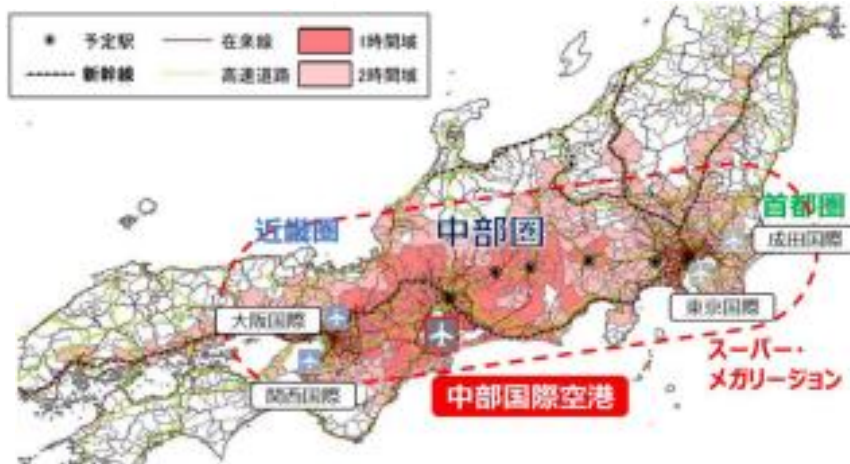 予定駅 在来線 1時間域
新幹線 高速道路 2時間域
首都圏
近畿圏
中部圏
成田国際
大阪国際
東京国際
スーパー・
メガリージョン
関西国際
中部国際空港